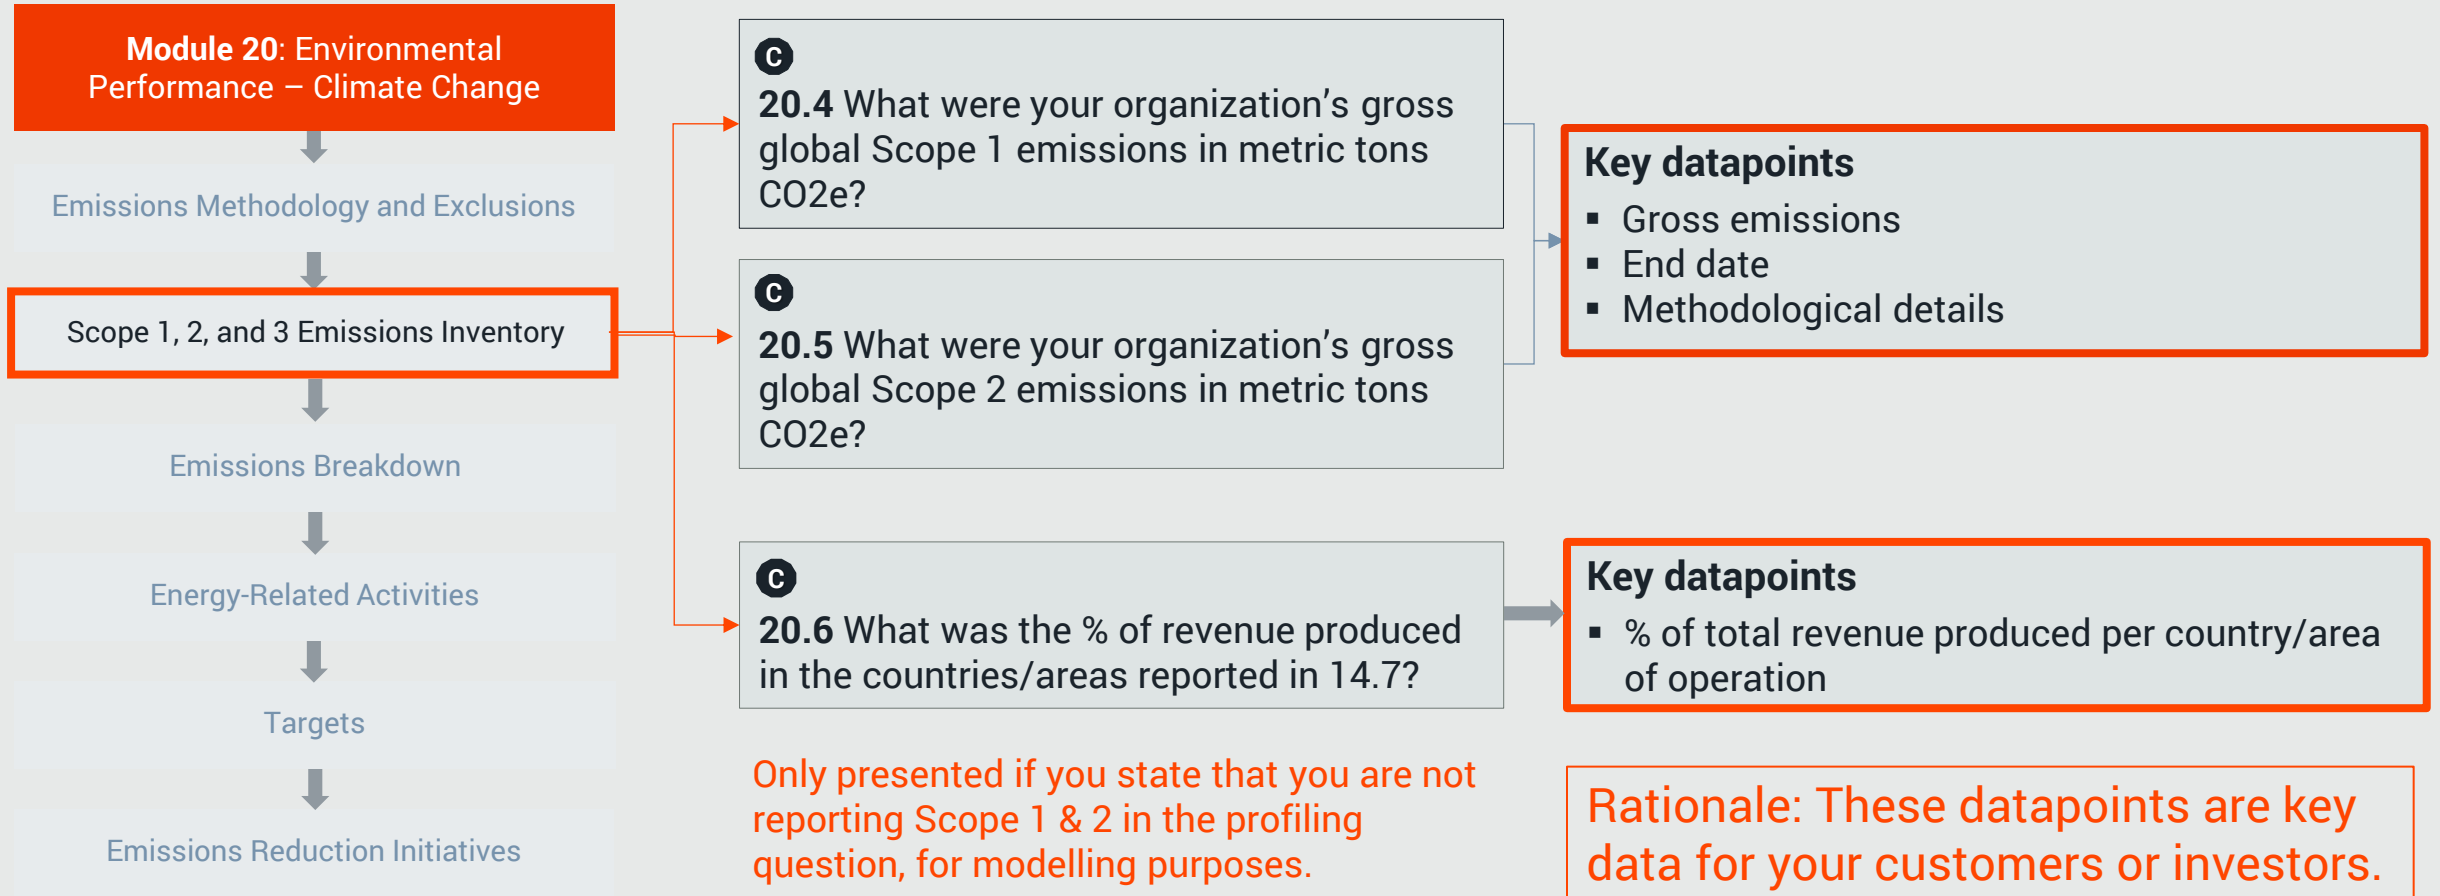 Module 20: Environmental
Performance – Climate Change
Emissions Methodology and Exclusions
Scope 1, 2, and 3 Emissions Inventory
Emissions Breakdown
Energy-Related Activities
Targets
Emissions Reduction Initiatives
C
20.4 What were your organization’s gross
global Scope 1 emissions in metric tons
CO2e?
C
20.5 What were your organization’s gross
global Scope 2 emissions in metric tons
CO2e?
C
20.6 What was the % of revenue produced
in the countries/areas reported in 14.7?
Only presented if you state that you are not
reporting Scope 1 & 2 in the profiling
question, for modelling purposes.
Key datapoints
▪ Gross emissions
▪ End date
▪ Methodological details
Key datapoints
▪ % of total revenue produced per country/area
of operation
Rationale: These datapoints are key
data for your customers or investors.